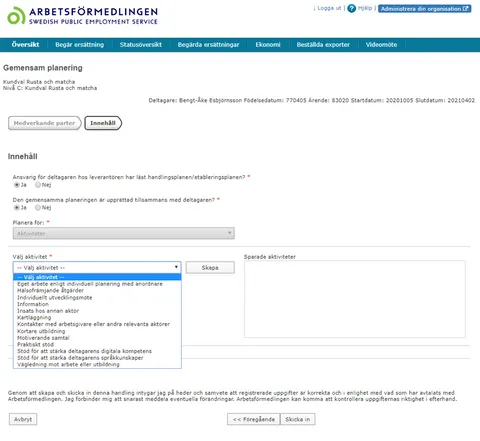 ARBETSFÖRMEDLINGEN
SWEDISH PUBLIC EMPLOYMENT SERVICE
Logga ut | Hjälp | Administrera din organisation
Översikt Begär ersättning Statusöversikt Begärda ersättningar Ekonomi Beställda exporter Videomöte
Gemensam planering
Kundval Rusta och matcha
Nivå C: Kundval Rusta och matcha
Deltagare: Bengt-Åke Esbjörnsson Födelsedatum: 770405 Ärende: 83020 Startdatum: 20201005 Slutdatum: 20210402
Medverkande parter Innehåll
Innehåll
Ansvarig för deltagaren hos leverantören har läst handlingsplanen/etableringsplanen? *
Ja Nej
Den gemensamma planeringen är upprättad tillsammans med deltagaren? *
Ja Nej
Planera för: *
Aktiviteter
Välj aktivitet *
-- Välj aktivitet --
Skapa
Sparade aktiviteter
-- Välj aktivitet --
Eget arbete enligt individuell planering med anordnare
Hälsofrämjande åtgärder
Individuellt utvecklingsmöte
Information
Insats hos annan aktör
Kartläggning
Kontakter med arbetsgivare eller andra relevanta aktörer
Kortare utbildning
Motiverande samtal
Praktiskt stöd
Stöd för att stärka deltagarens digitala kompetens
Stöd för att stärka deltagarens språkkunskaper
Vägledning mot arbete eller utbildning
Genom att skapa och skicka in denna handling intygar jag på heder och samvete att registrerade uppgifter är korrekta och i enlighet med vad som har avtalats med
Arbetsförmedlingen. Jag förbinder mig att snarast meddela eventuella förändringar. Arbetsförmedlingen kan komma att kontrollera uppgifternas riktighet i efterhand.
Avbryt << Föregående Skicka in